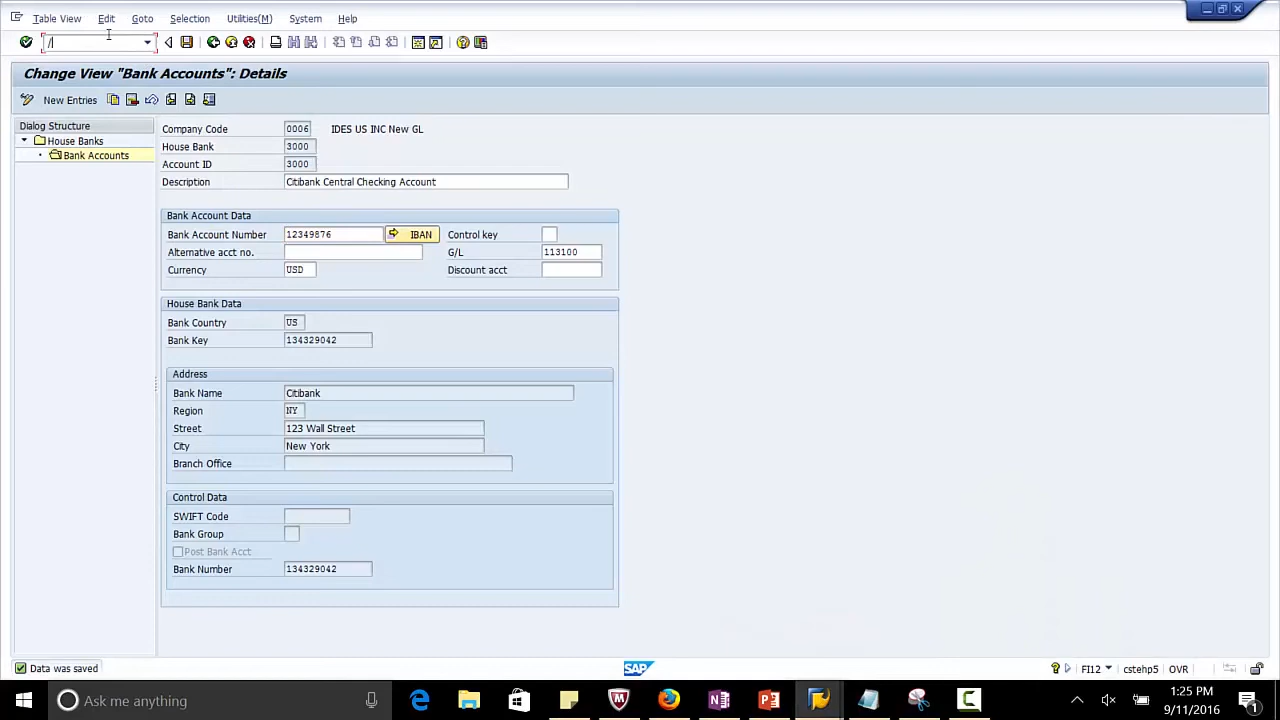 Table View Edit Goto Selection Utilities(M) System Help
/
Change View "Bank Accounts": Details
New Entries
Dialog Structure
House Banks
Bank Accounts
Company Code 0006 IDES US INC New GL
House Bank 3000
Account ID 3000
Description Citibank Central Checking Account
Bank Account Data
Bank Account Number 12349876 IBAN Control key
Alternative acct no. G/L 113100
Currency USD Discount acct
House Bank Data
Bank Country US
Bank Key 134329042
Address
Bank Name Citibank
Region NY
Street 123 Wall Street
City New York
Branch Office
Control Data
SWIFT Code
Bank Group
Post Bank Acct
Bank Number 134329042
Data was saved SAP FI12 cstehp5 OVR
Ask me anything 1:25 PM
9/11/2016 1